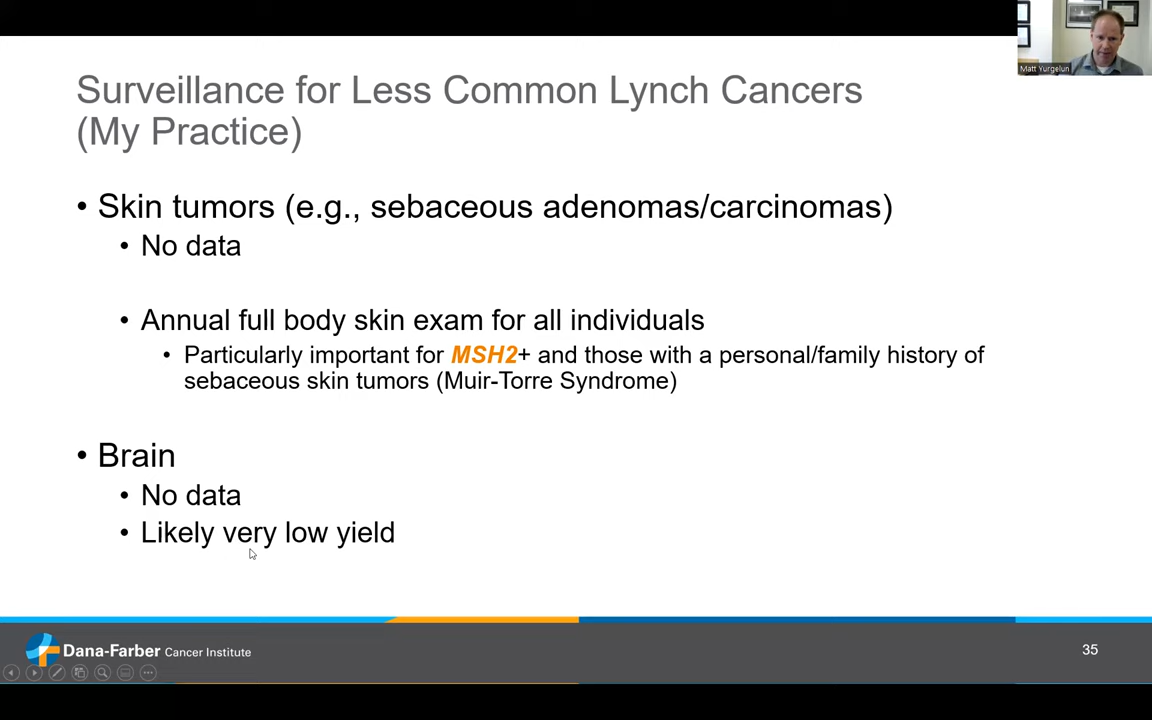 Matt Yurgelun
Surveillance for Less Common Lynch Cancers
(My Practice)
• Skin tumors (e.g., sebaceous adenomas/carcinomas)
• No data
• Annual full body skin exam for all individuals
• Particularly important for MSH2+ and those with a personal/family history of
sebaceous skin tumors (Muir-Torre Syndrome)
• Brain
• No data
• Likely very low yield
Dana-Farber Cancer Institute
35